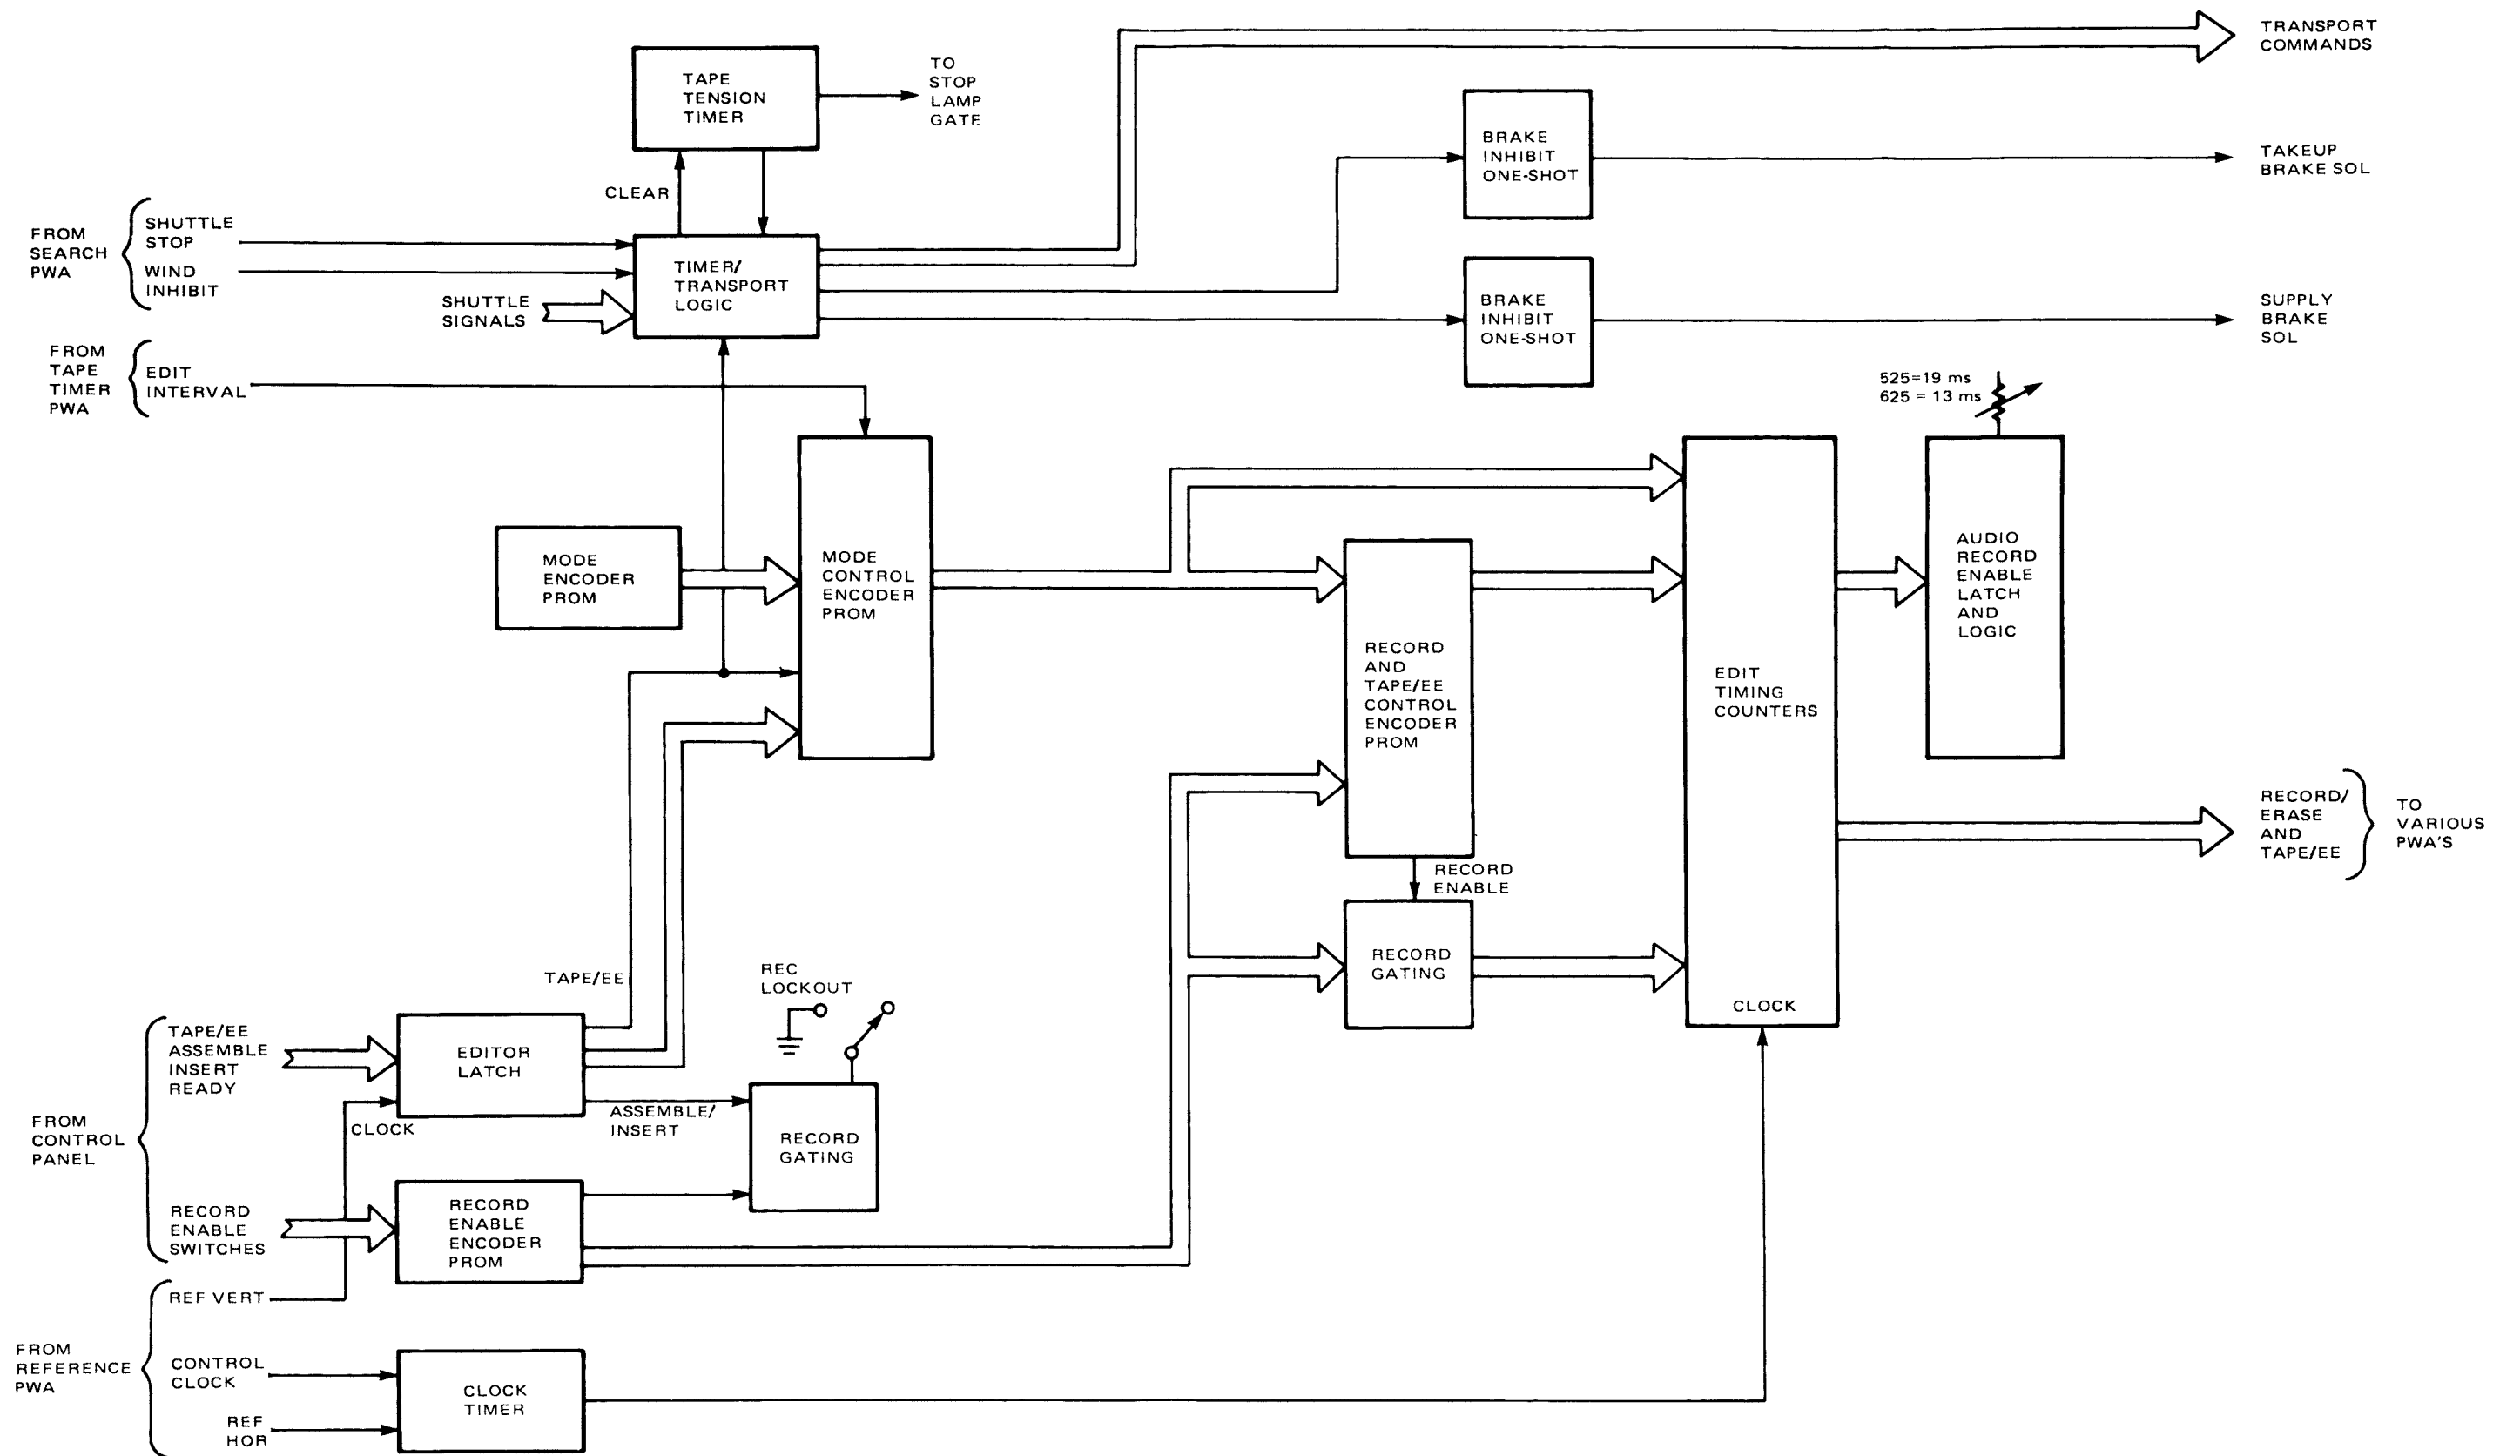 TRANSPORT
COMMANDS
TAPE
TENSION
TIMER
TO
STOP
LAMP
GATE
BRAKE
INHIBIT
ONE-SHOT
TAKEUP
BRAKE SOL
CLEAR
FROM
SEARCH
PWA
SHUTTLE
STOP
WIND
INHIBIT
SHUTTLE
SIGNALS
TIMER/
TRANSPORT
LOGIC
BRAKE
INHIBIT
ONE-SHOT
SUPPLY
BRAKE
SOL
FROM
TAPE
TIMER
PWA
EDIT
INTERVAL
525=19 ms
625 = 13 ms
MODE
ENCODER
PROM
MODE
CONTROL
ENCODER
PROM
RECORD
AND
TAPE/EE
CONTROL
ENCODER
PROM
EDIT
TIMING
COUNTERS
CLOCK
AUDIO
RECORD
ENABLE
LATCH
AND
LOGIC
RECORD/
ERASE
AND
TAPE/EE
TO
VARIOUS
PWA'S
RECORD
ENABLE
RECORD
GATING
TAPE/EE
REC
LOCKOUT
FROM
CONTROL
PANEL
TAPE/EE
ASSEMBLE
INSERT
READY
EDITOR
LATCH
CLOCK
ASSEMBLE/
INSERT
RECORD
GATING
RECORD
ENABLE
SWITCHES
RECORD
ENABLE
ENCODER
PROM
FROM
REFERENCE
PWA
REF VERT
CONTROL
CLOCK
REF
HOR
CLOCK
TIMER